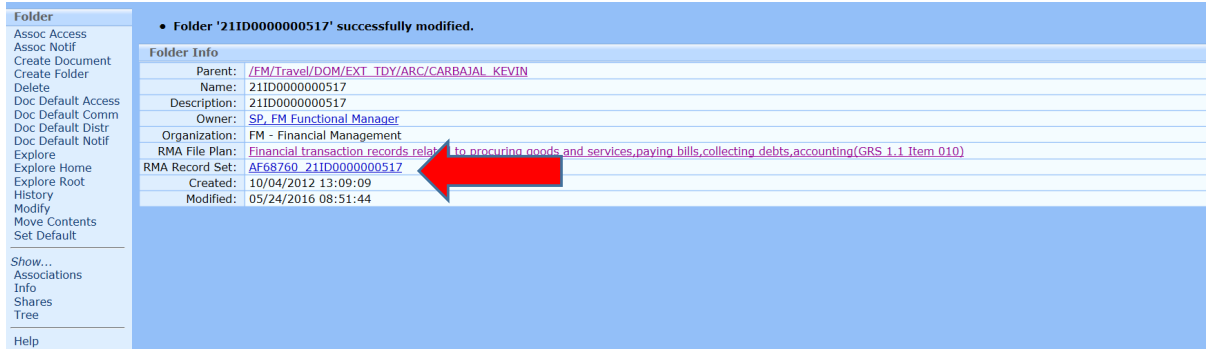 Folder
Assoc Access
Assoc Notif
Create Document
Create Folder
Delete
Doc Default Access
Doc Default Comm
Doc Default Distr
Doc Default Notif
Explore
Explore Home
Explore Root
History
Modify
Move Contents
Set Default
Show...
Associations
Info
Shares
Tree
Help
• Folder '21ID0000000517' successfully modified.
Folder Info
Parent: /FM/Travel/DOM/EXT_TDY/ARC/CARBAJAL_KEVIN
Name: 21ID0000000517
Description: 21ID0000000517
Owner: SP, FM Functional Manager
Organization: FM - Financial Management
RMA File Plan: Financial transaction records related to procuring goods and services,paying bills,collecting debts,accounting(GRS 1.1 Item 010)
RMA Record Set: AF68760_21ID0000000517
Created: 10/04/2012 13:09:09
Modified: 05/24/2016 08:51:44